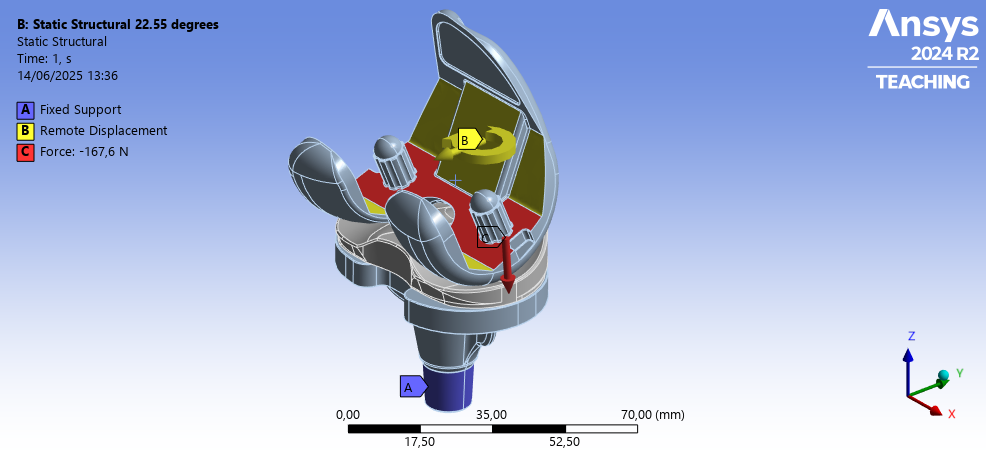 B: Static Structural 22.55 degrees
Static Structural
Time: 1, s
14/06/2025 13:36
A Fixed Support
B Remote Displacement
C Force: -167,6 N
Ansys
2024 R2
TEACHING
B
C
A
Z
Y
X
0,00 35,00 70,00 (mm)
17,50 52,50